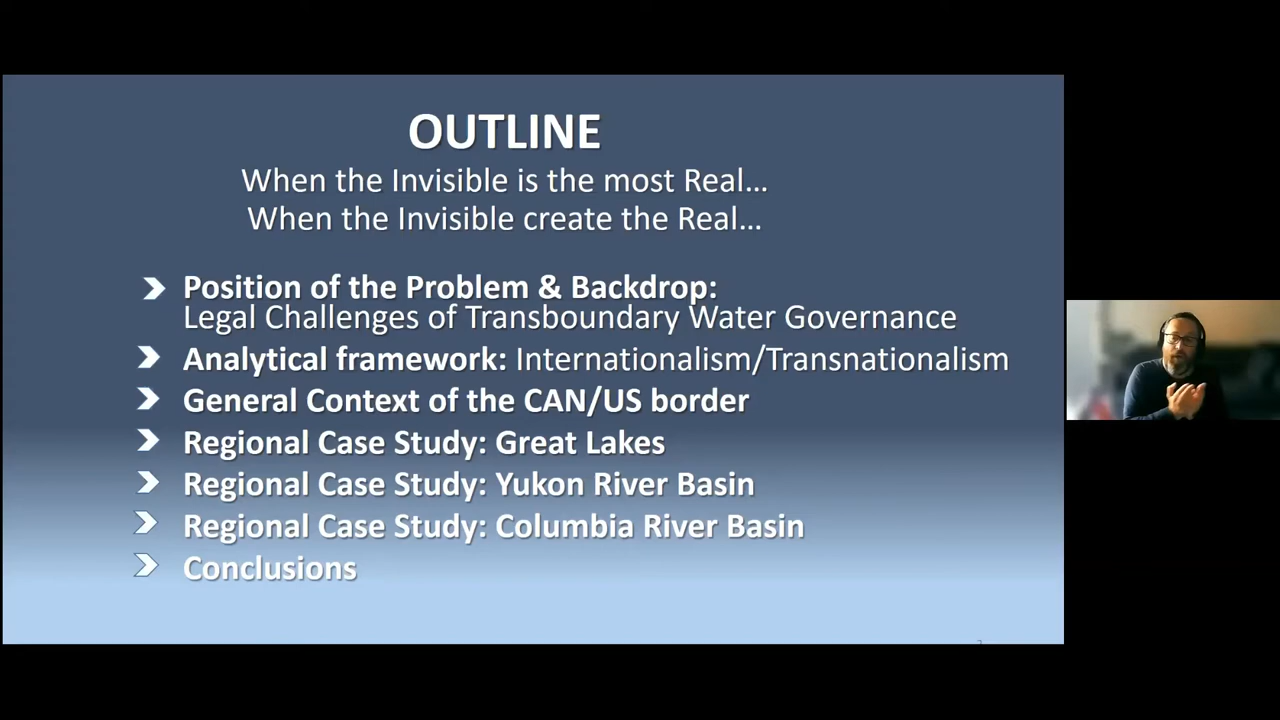 OUTLINE
When the Invisible is the most Real…
When the Invisible create the Real…
Position of the Problem & Backdrop:
Legal Challenges of Transboundary Water Governance
Analytical framework: Internationalism/Transnationalism
General Context of the CAN/US border
Regional Case Study: Great Lakes
Regional Case Study: Yukon River Basin
Regional Case Study: Columbia River Basin
Conclusions